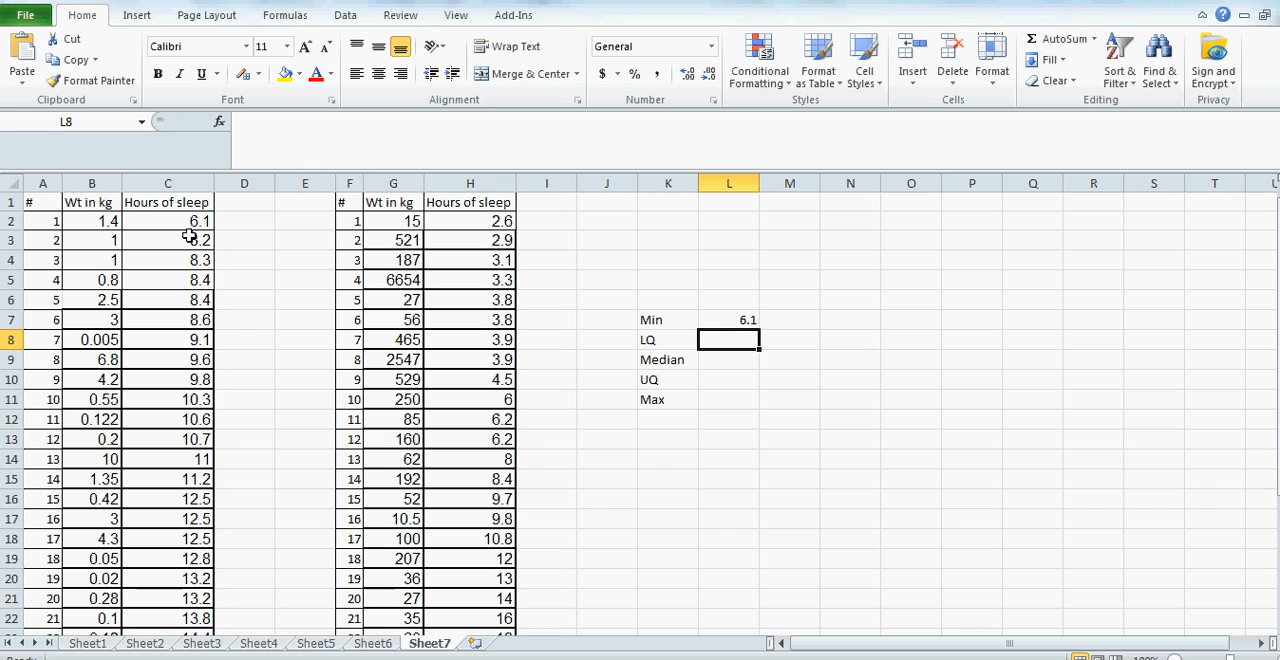 File Home Insert Page Layout Formulas Data Review View Add-Ins
Cut
Copy
Format Painter
Paste
Calibri 11
B I U
Wrap Text
Merge & Center
General
$ % ,
Conditional Formatting
Format as Table
Cell Styles
Insert Delete Format
AutoSum
Fill
Clear
Sort & Filter
Find & Select
Sign and Encrypt
Clipboard Font Alignment Number Styles Cells Editing Privacy
L8 fx
A B C D E F G H I J K L M N O P Q R S T U
1 # Wt in kg Hours of sleep # Wt in kg Hours of sleep
2 1 1.4 6.1 1 15 2.6
3 2 1 2 521 2.9
4 3 1 8.3 3 187 3.1
5 4 0.8 8.4 4 6654 3.3
6 5 2.5 8.4 5 27 3.8
7 6 3 8.6 6 56 3.8 Min 6.1
8 7 0.005 9.1 7 465 3.9 LQ
9 8 6.8 9.6 8 2547 3.9 Median
10 9 4.2 9.8 9 529 4.5 UQ
11 10 0.55 10.3 10 250 6 Max
12 11 0.122 10.6 11 85 6.2
13 12 0.2 10.7 12 160 6.2
14 13 10 11 13 62 8
15 14 1.35 11.2 14 192 8.4
16 15 0.42 12.5 15 52 9.7
17 16 3 12.5 16 10.5 9.8
18 17 4.3 12.5 17 100 10.8
19 18 0.05 12.8 18 207 12
20 19 0.02 13.2 19 36 13
21 20 0.28 13.2 20 27 14
22 21 0.1 13.8 21 35 16
Sheet1 Sheet2 Sheet3 Sheet4 Sheet5 Sheet6 Sheet7